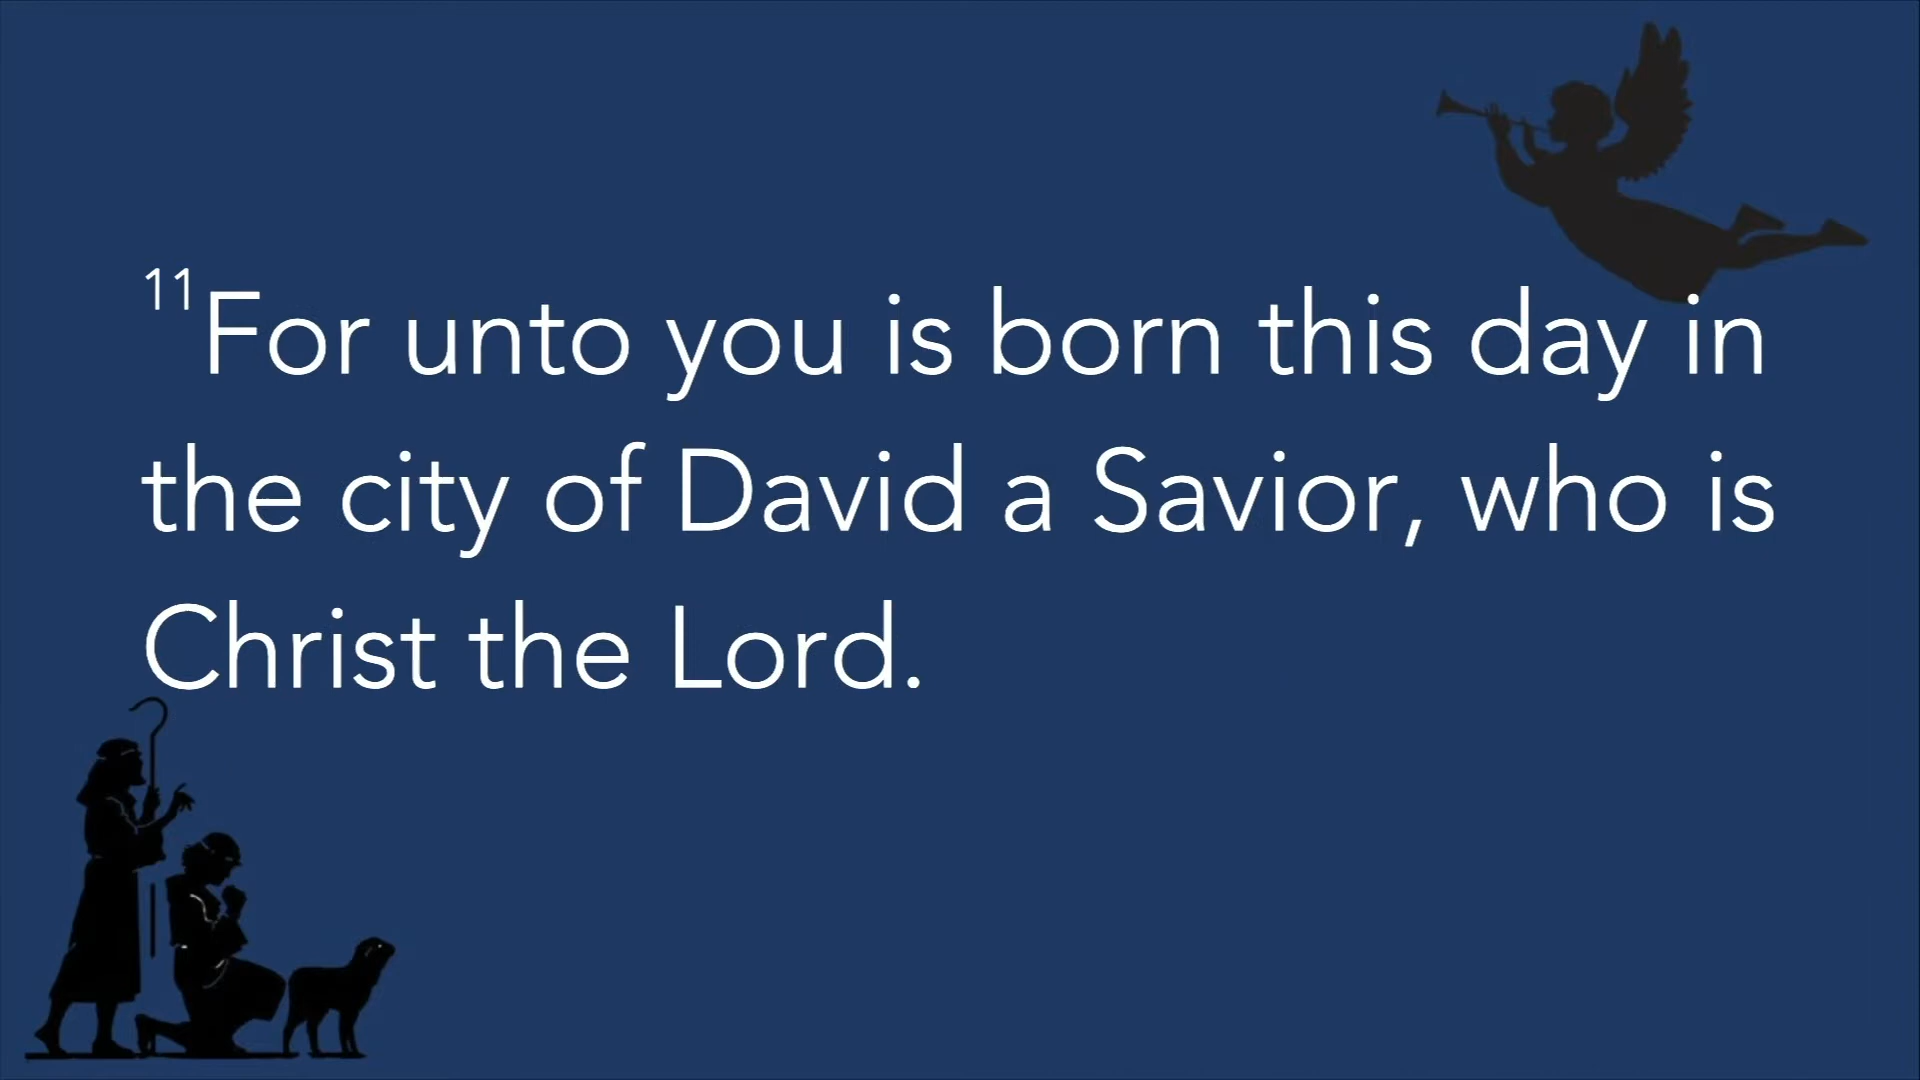 11For unto you is born this day in
the city of David a Savior, who is
Christ the Lord.